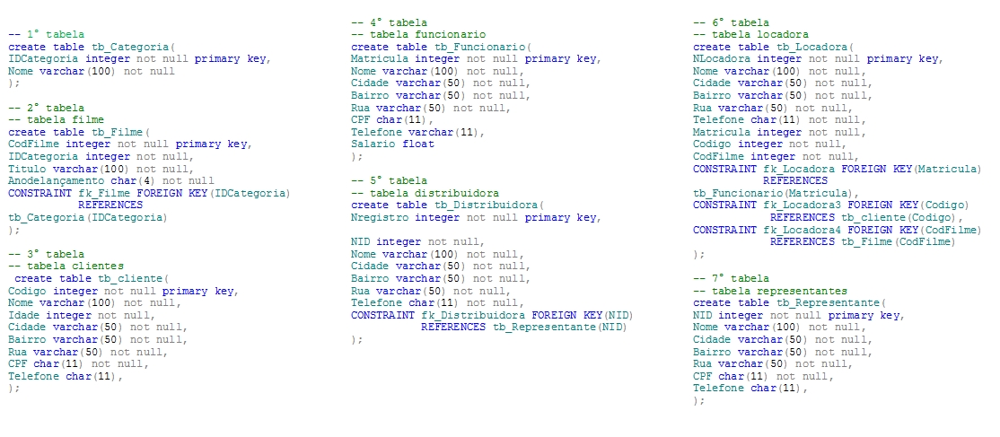 -- 1° tabela
create table tb_Categoria(
IDCategoria integer not null primary key,
Nome varchar(100) not null
);
-- 2° tabela
-- tabela filme
create table tb_Filme(
CodFilme integer not null primary key,
IDCategoria integer not null,
Titulo varchar(100) not null,
Anodelançamento char(4) not null
CONSTRAINT fk_Filme FOREIGN KEY(IDCategoria)
REFERENCES
tb_Categoria(IDCategoria)
);
-- 3° tabela
-- tabela clientes
create table tb_cliente(
Codigo integer not null primary key,
Nome varchar(100) not null,
Idade integer not null,
Cidade varchar(50) not null,
Bairro varchar(50) not null,
Rua varchar(50) not null,
CPF char(11) not null,
Telefone char(11),
);
-- 4° tabela
-- tabela funcionario
create table tb_Funcionario(
Matricula integer not null primary key,
Nome varchar(100) not null,
Cidade varchar(50) not null,
Bairro varchar(50) not null,
Rua varchar(50) not null,
CPF char(11),
Telefone varchar(11),
Salario float
);
-- 5° tabela
-- tabela distribuidora
create table tb_Distribuidora(
Nregistro integer not null primary key,
NID integer not null,
Nome varchar(100) not null,
Cidade varchar(50) not null,
Bairro varchar(50) not null,
Rua varchar(50) not null,
Telefone char(11) not null,
CONSTRAINT fk_Distribuidora FOREIGN KEY(NID)
REFERENCES tb_Representante(NID)
);
-- 6° tabela
-- tabela locadora
create table tb_Locadora(
NLocadora integer not null primary key,
Nome varchar(100) not null,
Cidade varchar(50) not null,
Bairro varchar(50) not null,
Rua varchar(50) not null,
Telefone char(11) not null,
Matricula integer not null,
Codigo integer not null,
CodFilme integer not null,
CONSTRAINT fk_Locadora FOREIGN KEY(Matricula)
REFERENCES
tb_Funcionario(Matricula),
CONSTRAINT fk_Locadora3 FOREIGN KEY(Codigo)
REFERENCES tb_cliente(Codigo),
CONSTRAINT fk_Locadora4 FOREIGN KEY(CodFilme)
REFERENCES tb_Filme(CodFilme)
);
-- 7° tabela
-- tabela representantes
create table tb_Representante(
NID integer not null primary key,
Nome varchar(100) not null,
Cidade varchar(50) not null,
Bairro varchar(50) not null,
Rua varchar(50) not null,
CPF char(11) not null,
Telefone char(11),
);